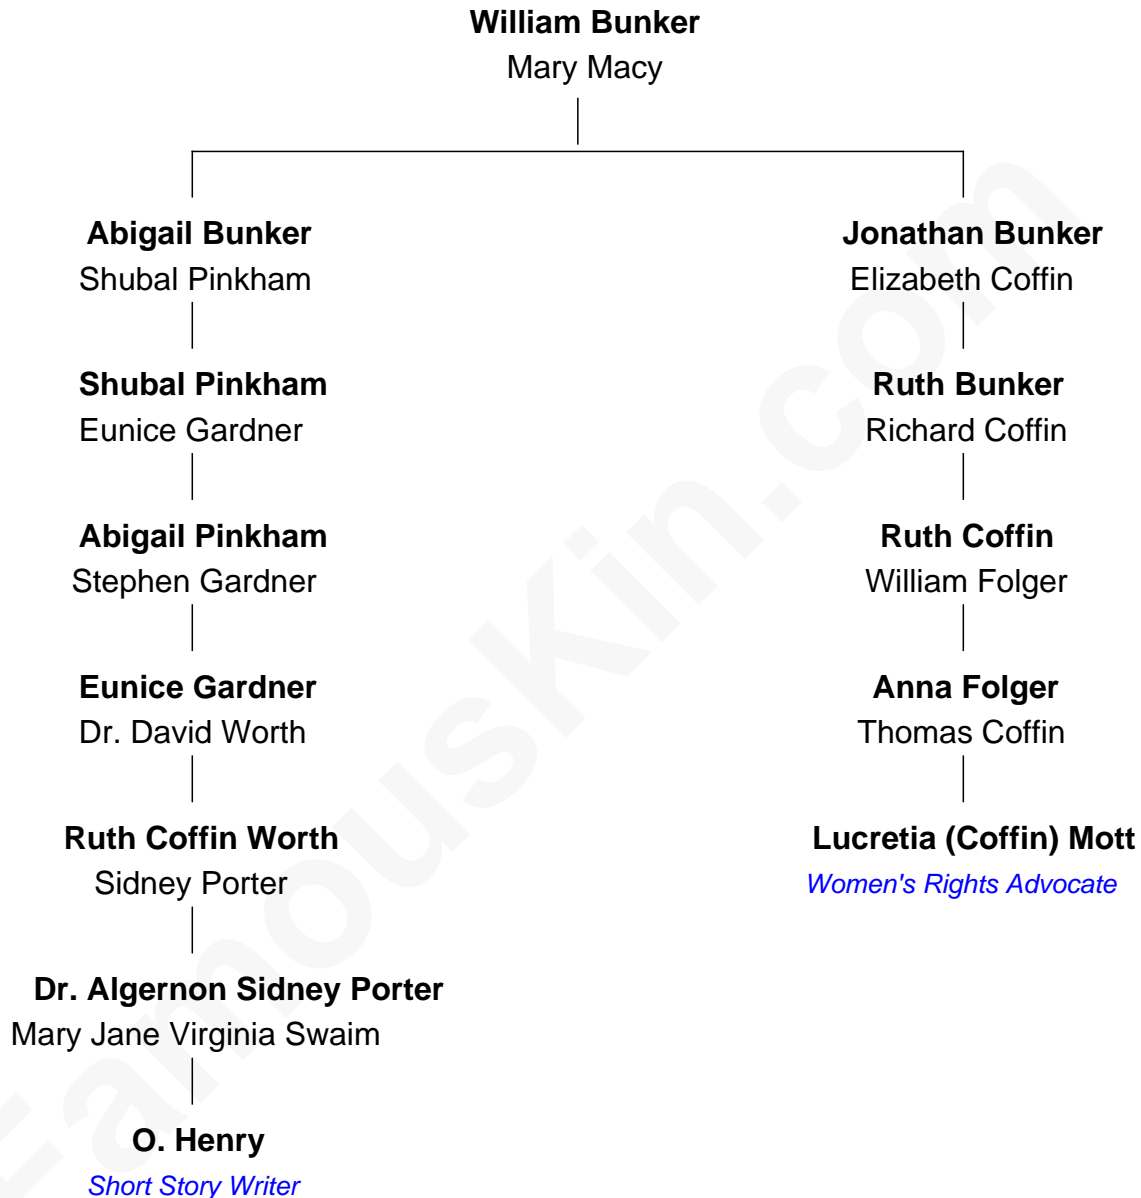 William Bunker
Mary Macy
Abigail Bunker
Shubal Pinkham
Jonathan Bunker
Elizabeth Coffin
Shubal Pinkham
Eunice Gardner
Ruth Bunker
Richard Coffin
Abigail Pinkham
Stephen Gardner
Ruth Coffin
William Folger
Eunice Gardner
Dr. David Worth
Anna Folger
Thomas Coffin
Ruth Coffin Worth
Sidney Porter
Lucretia (Coffin) Mott
Women's Rights Advocate
Dr. Algernon Sidney Porter
Mary Jane Virginia Swaim
O. Henry
Short Story Writer
FamousKin.com